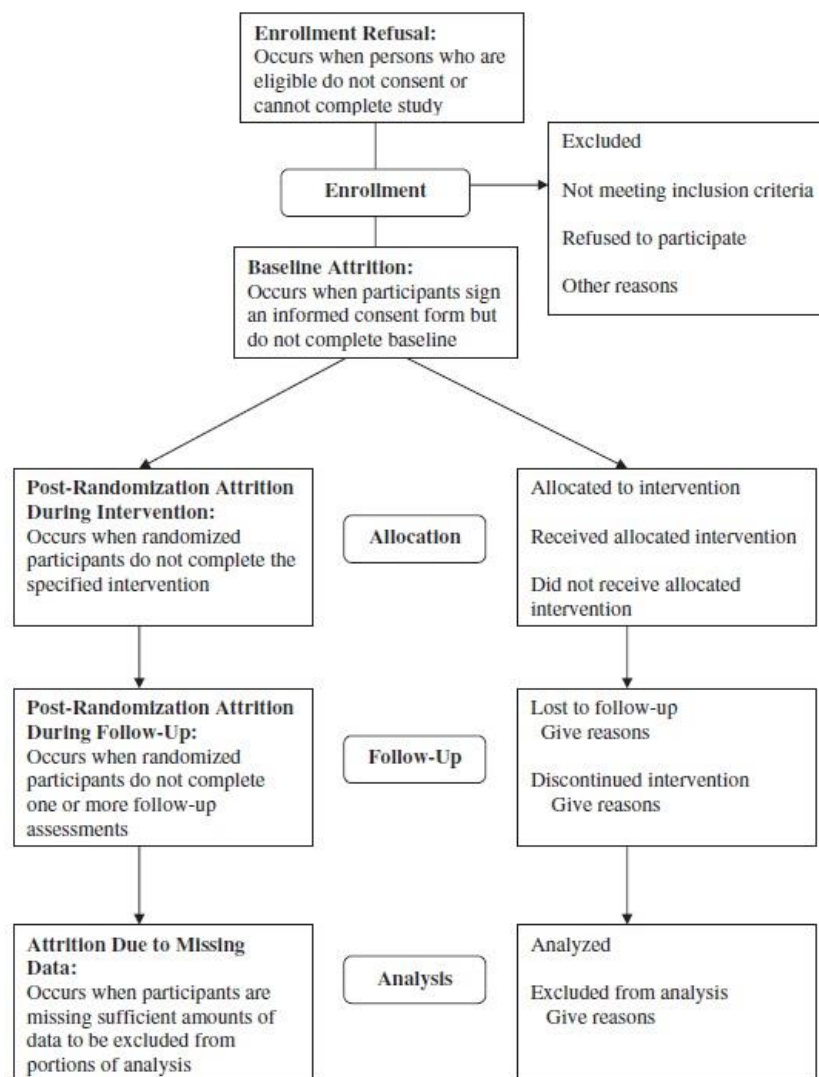 Enrollment Refusal:
Occurs when persons who are
eligible do not consent or
cannot complete study
Excluded
Not meeting inclusion criteria
Refused to participate
Other reasons
Enrollment
Baseline Attrition:
Occurs when participants sign
an informed consent form but
do not complete baseline
Post-Randomization Attrition
During Intervention:
Occurs when randomized
participants do not complete the
specified intervention
Allocation
Allocated to intervention
Received allocated intervention
Did not receive allocated
intervention
Post-Randomization Attrition
During Follow-Up:
Occurs when randomized
participants do not complete
one or more follow-up
assessments
Follow-Up
Lost to follow-up
Give reasons
Discontinued intervention
Give reasons
Attrition Due to Missing
Data:
Occurs when participants are
missing sufficient amounts of
data to be excluded from
portions of analysis
Analysis
Analyzed
Excluded from analysis
Give reasons